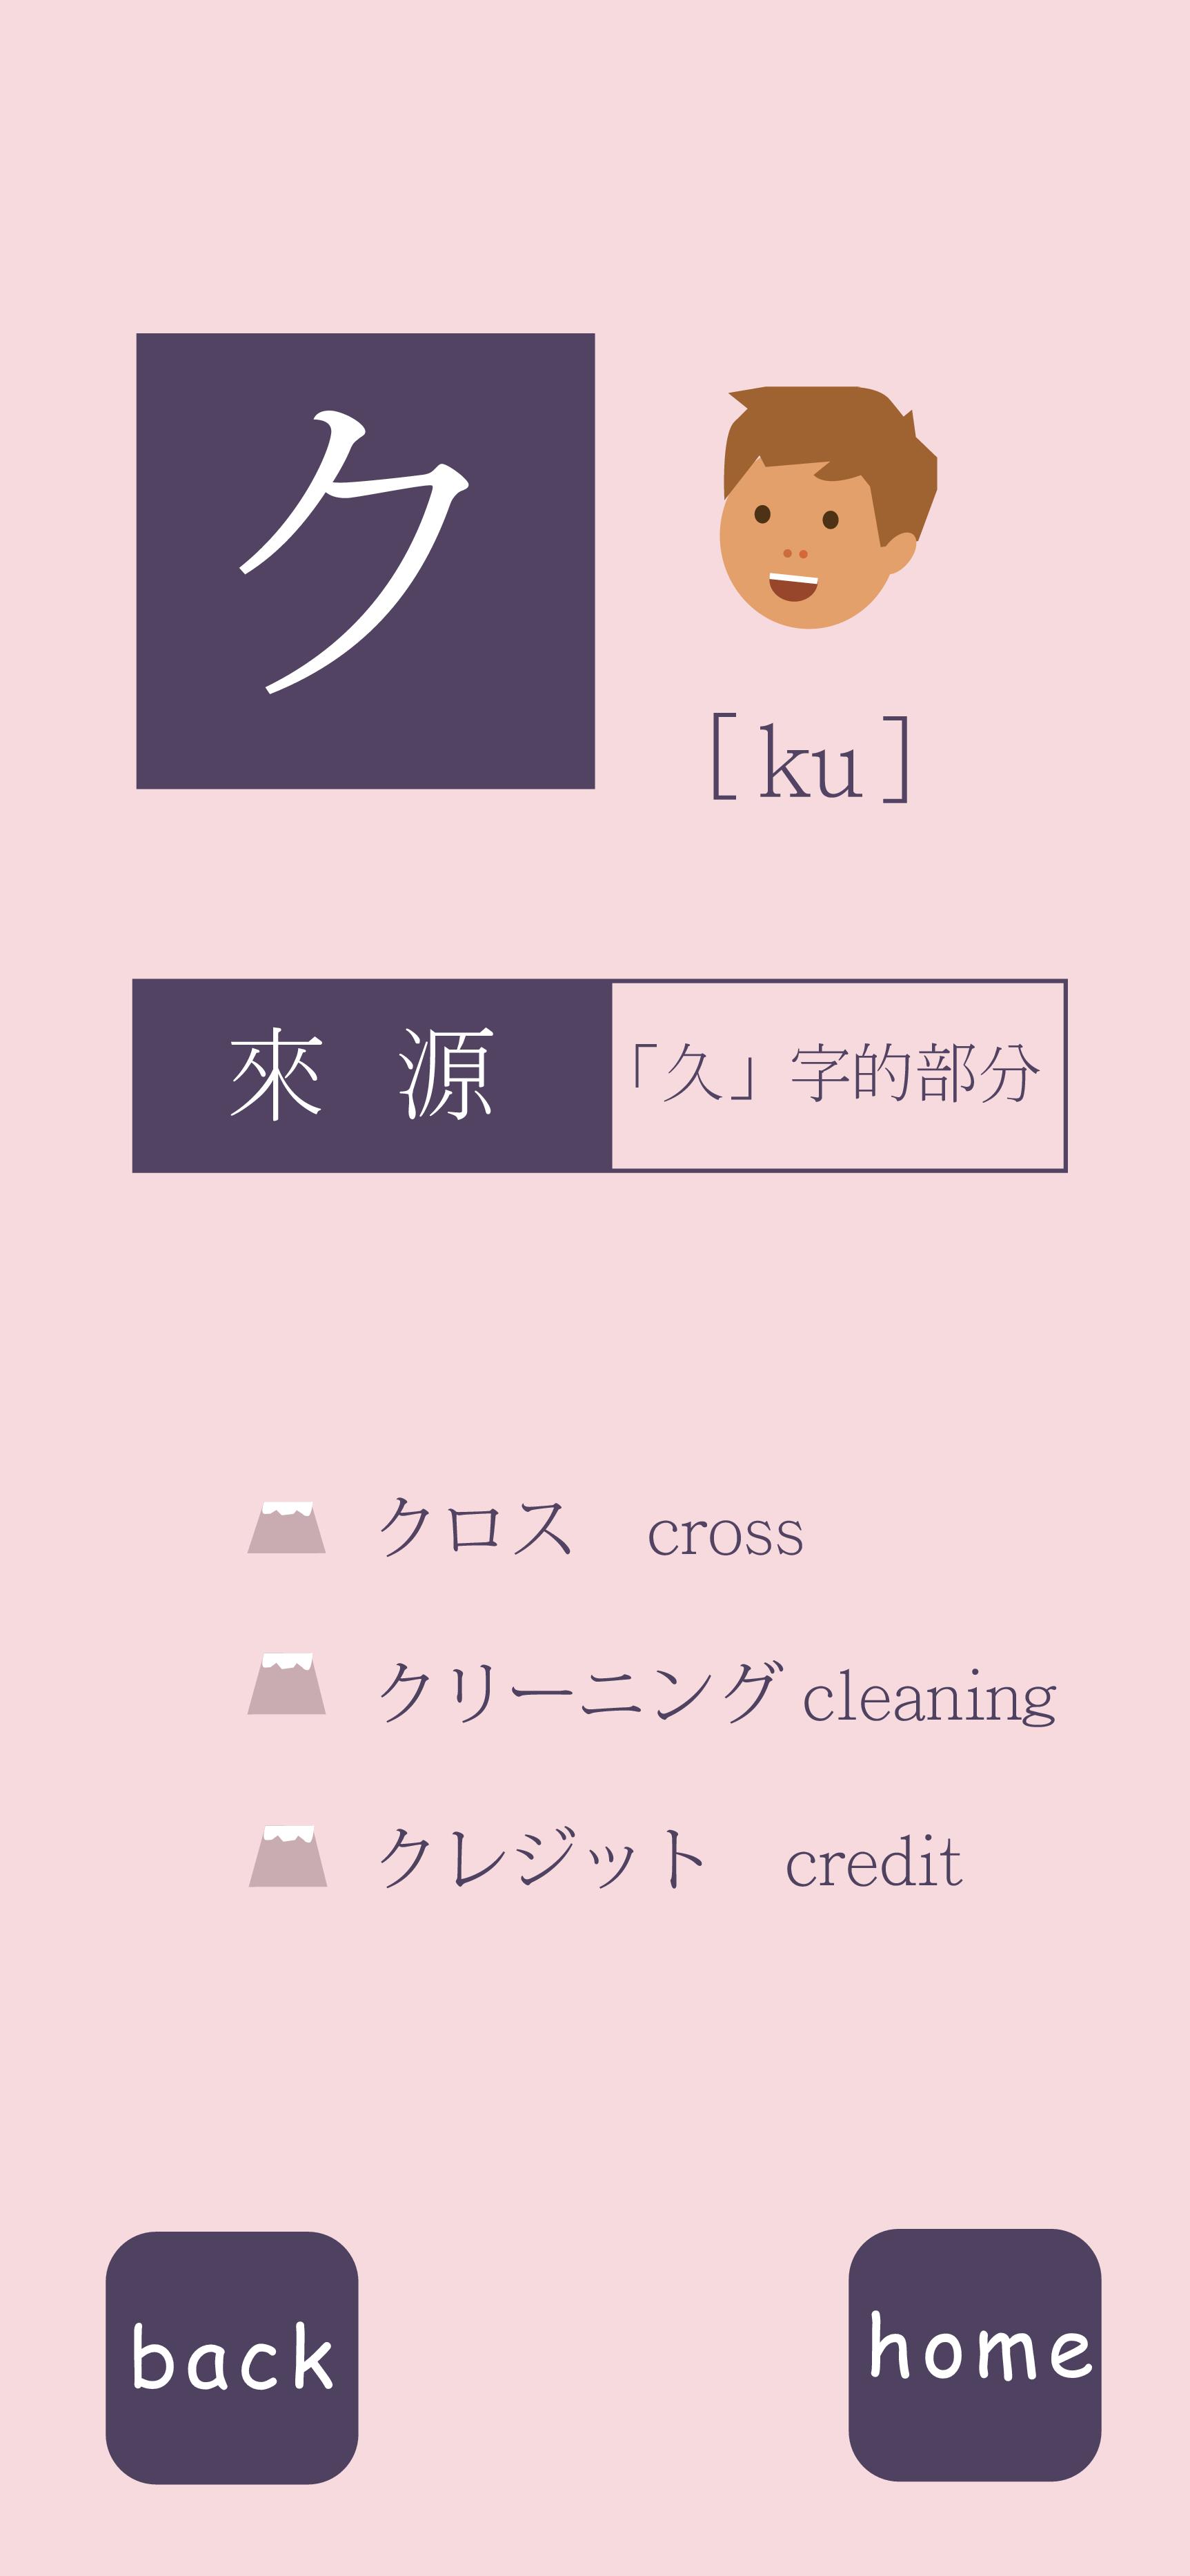 ク
[ ku ]
來 源 「久」字的部分
クロス cross
クリーニング cleaning
クレジット credit
back home